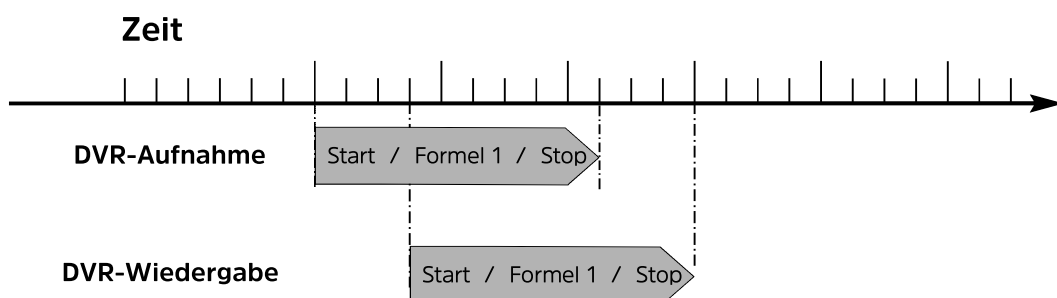 Zeit
DVR-Aufnahme Start / Formel 1 / Stop
DVR-Wiedergabe Start / Formel 1 / Stop